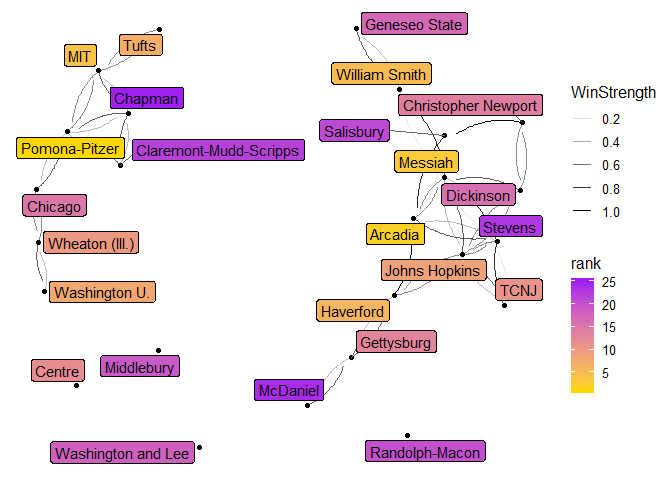 Geneseo State
Tufts
MIT
William Smith
WinStrength
Chapman
Christopher Newport
0.2
Salisbury
0.4
Pomona-Pitzer
Claremont-Mudd-Scripps
Messiah
0.6
0.8
Dickinson
Chicago
1.0
Stevens
Arcadia
Wheaton (Ill.)
rank
Johns Hopkins
25
Washington U.
TCNJ
20
Haverford
15
Gettysburg
10
Centre
Middlebury
5
McDaniel
Washington and Lee
Randolph-Macon